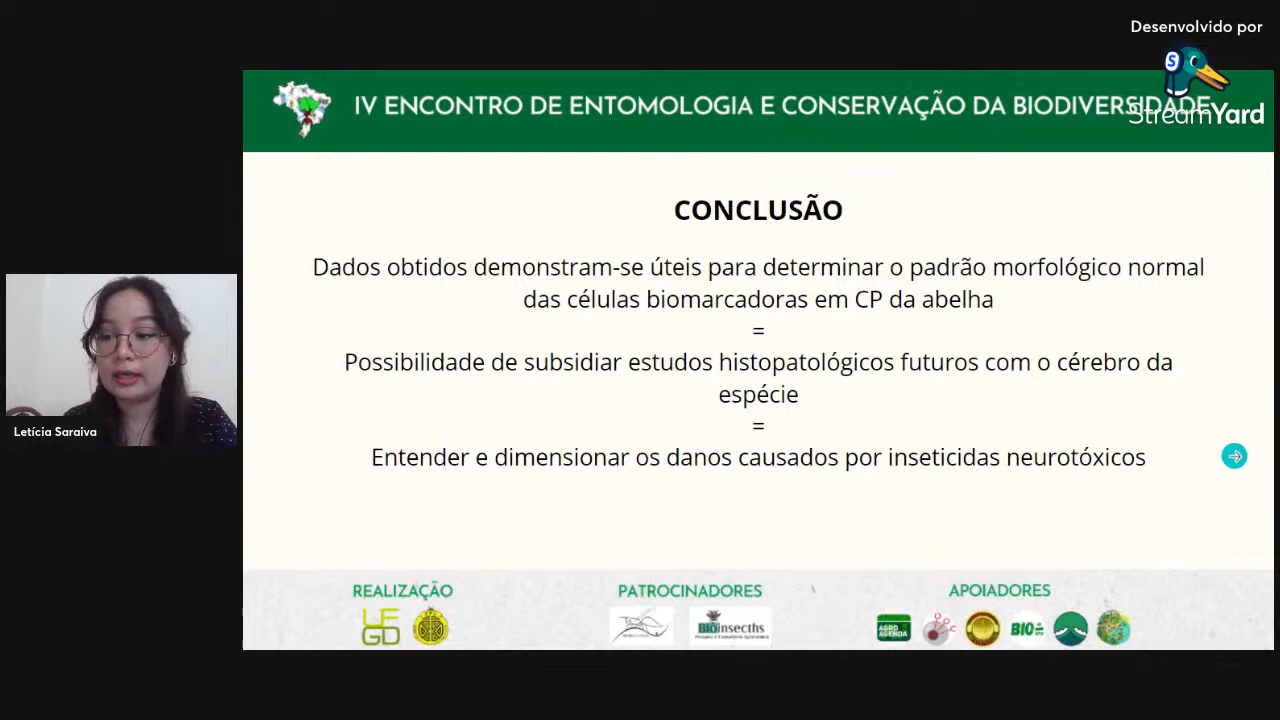 Desenvolvido por
StreamYard
IV ENCONTRO DE ENTOMOLOGIA E CONSERVAÇÃO DA BIODIVERSIDADE
CONCLUSÃO
Dados obtidos demonstram-se úteis para determinar o padrão morfológico normal
das células biomarcadoras em CP da abelha
=
Possibilidade de subsidiar estudos histopatológicos futuros com o cérebro da
espécie
=
Entender e dimensionar os danos causados por inseticidas neurotóxicos
Letícia Saraiva
REALIZAÇÃO
PATROCINADORES
APOIADORES
UF
GD
Bioinsecths
AGRO
AGENDA
BIO